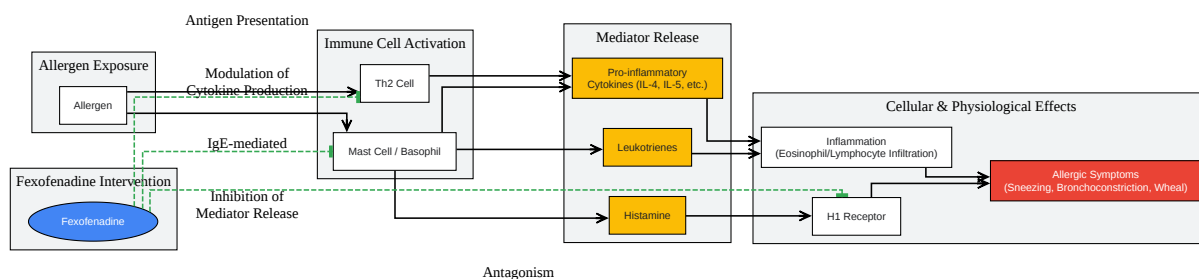 Antigen Presentation
Allergen Exposure
Allergen
Modulation of
Cytokine Production
IgE-mediated
Fexofenadine Intervention
Fexofenadine
Inhibition of
Mediator Release
Immune Cell Activation
Th2 Cell
Mast Cell / Basophil
Mediator Release
Pro-inflammatory
Cytokines (IL-4, IL-5, etc.)
Leukotrienes
Histamine
Cellular & Physiological Effects
Inflammation
(Eosinophil/Lymphocyte Infiltration)
H1 Receptor
Allergic Symptoms
(Sneezing, Bronchoconstriction, Wheal)
Antagonism